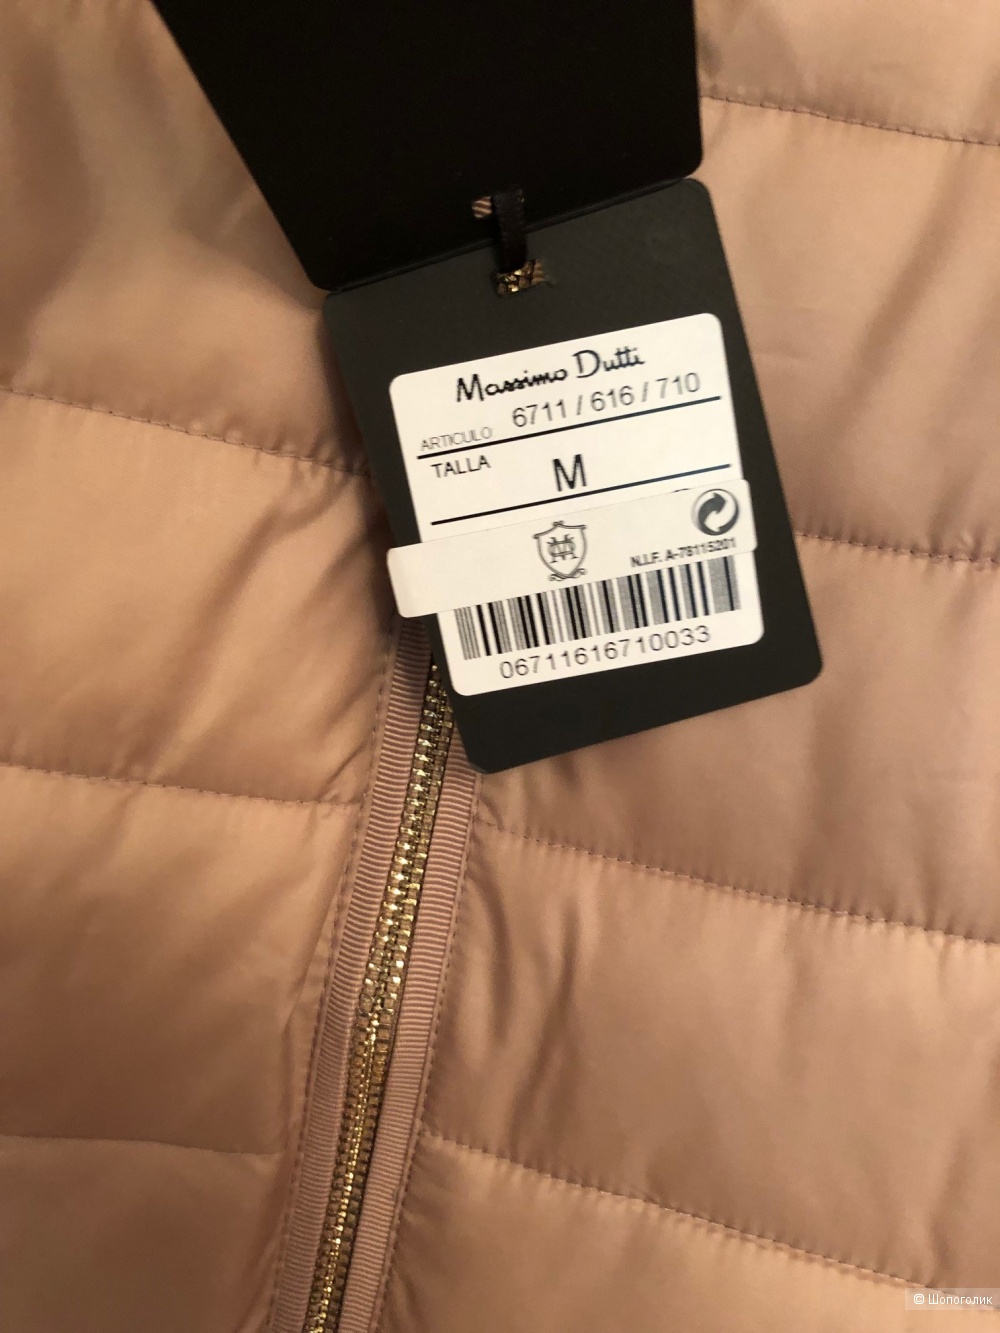 Massimo Dutti
ARTICULO 6711 / 616 / 710
TALLA M
N.I.F. A-78115201
06711616710033
© Шопоголик